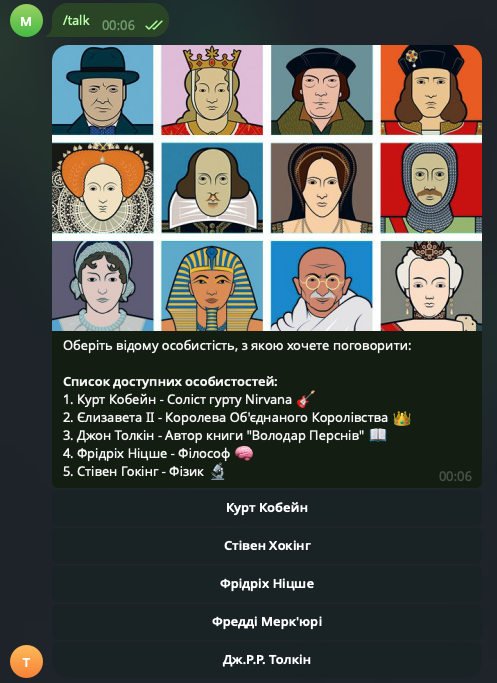 M
/talk 00:06
Оберіть відому особистість, з якою хочете поговорити:
Список доступних особистостей:
1. Курт Кобейн - Соліст гурту Nirvana 🎸
2. Єлизавета II - Королева Об'єднаного Королівства 👑
3. Джон Толкін - Автор книги "Володар Перснів" 📖
4. Фрідріх Ніцше - Філософ 🧠
5. Стівен Гокінг - Фізик 🔬
00:06
Курт Кобейн
Стівен Хокінг
Фрідріх Ніцше
Фредді Мерк'юрі
Дж.Р.Р. Толкін
T